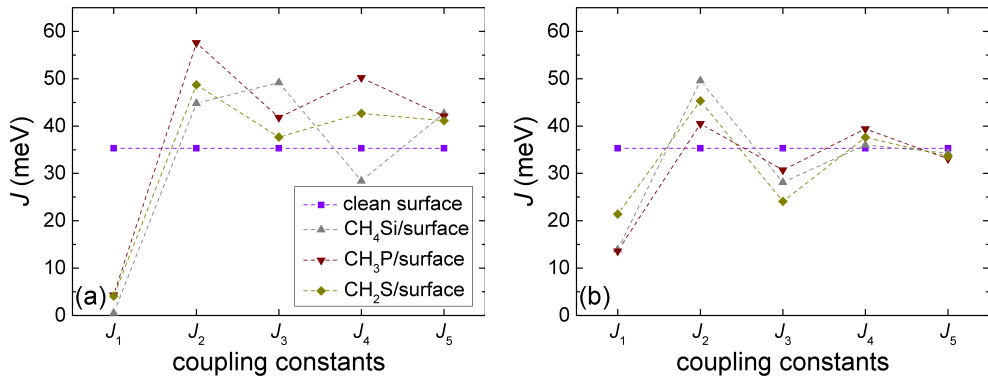 60
50
40
30
20
10
0
J (meV)
clean surface
CH₄Si/surface
CH₃P/surface
CH₂S/surface
(a)
J₁ J₂ J₃ J₄ J₅
coupling constants
60
50
40
30
20
10
0
J (meV)
(b)
J₁ J₂ J₃ J₄ J₅
coupling constants